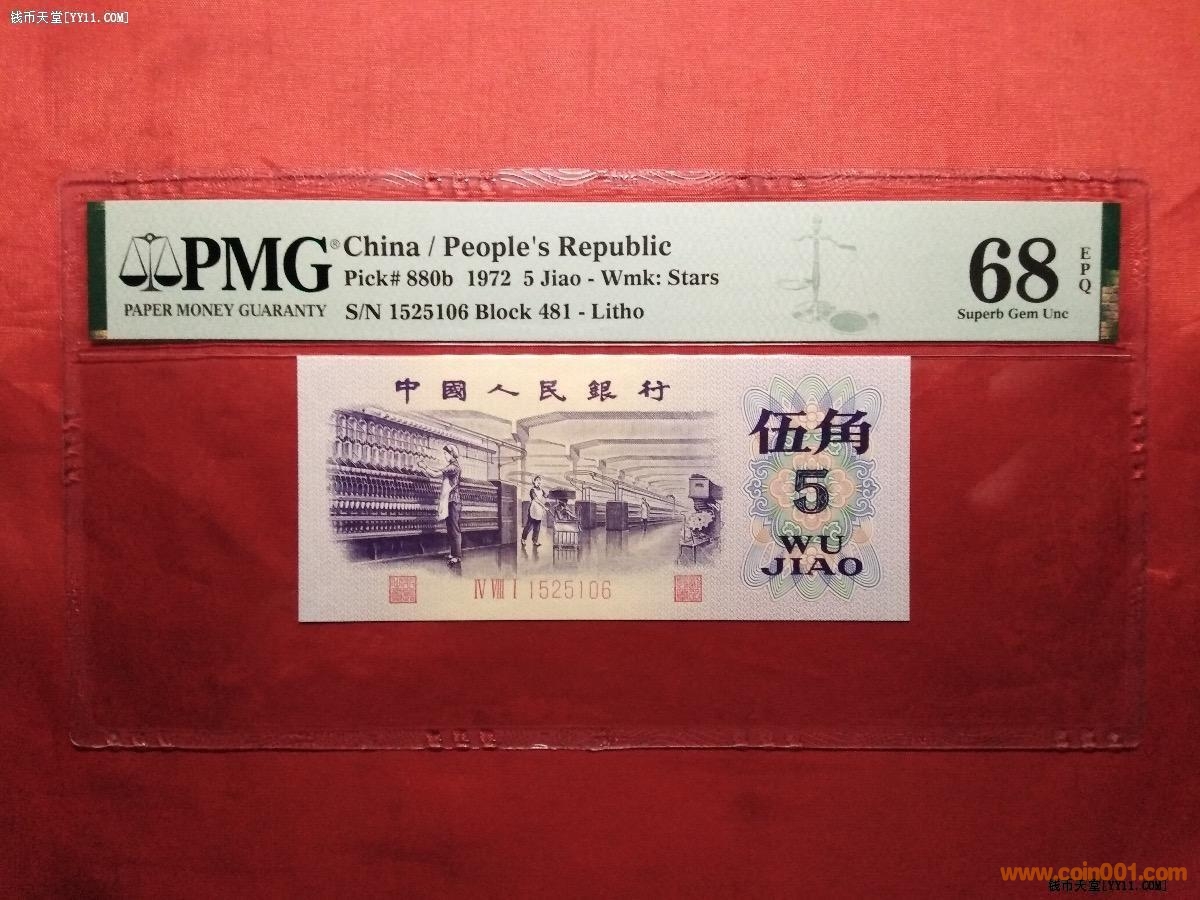 钱币天堂[YY11.COM]
PMG®
PAPER MONEY GUARANTY
China / People's Republic
Pick# 880b 1972 5 Jiao - Wmk: Stars
S/N 1525106 Block 481 - Litho
68
EPQ
Superb Gem Unc
中國人民銀行
伍角
5
WU
JIAO
IV VIII I 1525106
www.coin001.com
钱币天堂[YY11.COM]